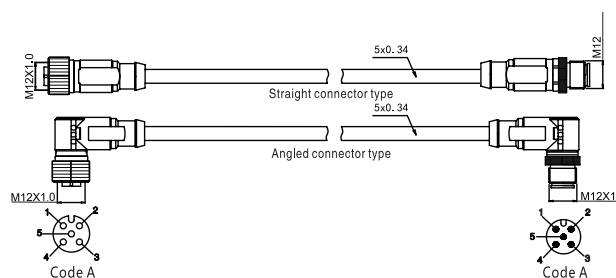 5x0.34
M12X1.0
M12
Straight connector type
5x0.34
Angled connector type
M12X1.0
M12X1
1 2
5
4 3
Code A
1 2
5
4 3
Code A